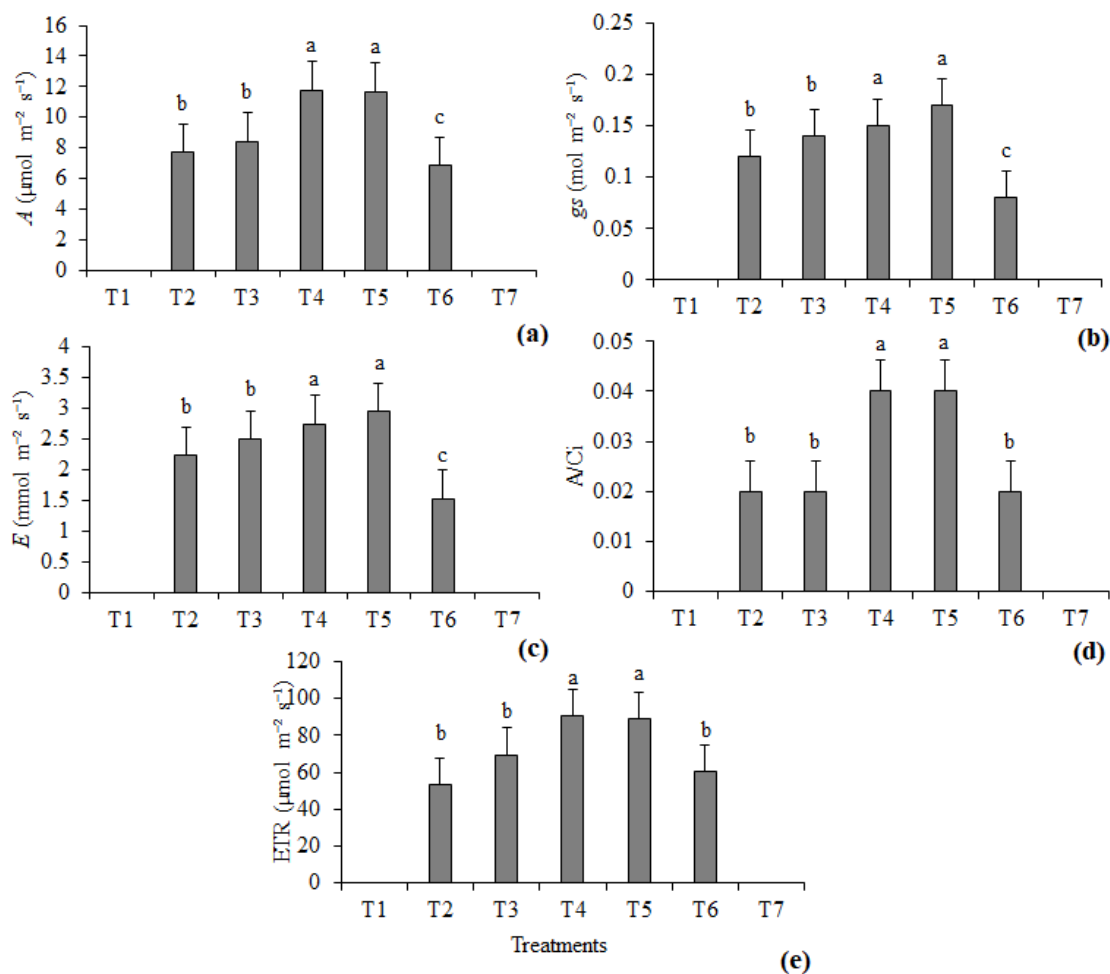 16
14
12
10
8
6
4
2
0
A (μmol m⁻² s⁻¹)
b
b
a
a
c
T1 T2 T3 T4 T5 T6 T7
(a)
0.25
0.2
0.15
0.1
0.05
0
gs (mol m⁻² s⁻¹)
b
b
a
a
c
T1 T2 T3 T4 T5 T6 T7
(b)
4
3.5
3
2.5
2
1.5
1
0.5
0
E (mmol m⁻² s⁻¹)
b
b
a
a
c
T1 T2 T3 T4 T5 T6 T7
(c)
0.05
0.04
0.03
0.02
0.01
0
A/Ci
b
b
a
a
b
T1 T2 T3 T4 T5 T6 T7
(d)
120
100
80
60
40
20
0
ETR (μmol m⁻² s⁻¹)
b
b
a
a
b
T1 T2 T3 T4 T5 T6 T7
Treatments
(e)